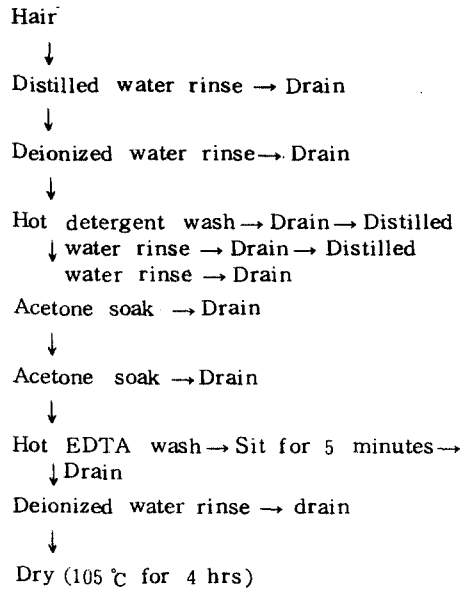 Hair
↓
Distilled water rinse → Drain
↓
Deionized water rinse → Drain
↓
Hot detergent wash → Drain → Distilled
↓ water rinse → Drain → Distilled
water rinse → Drain
Acetone soak → Drain
↓
Acetone soak → Drain
↓
Hot EDTA wash → Sit for 5 minutes →
↓ Drain
Deionized water rinse → drain
↓
Dry (105 ℃ for 4 hrs)